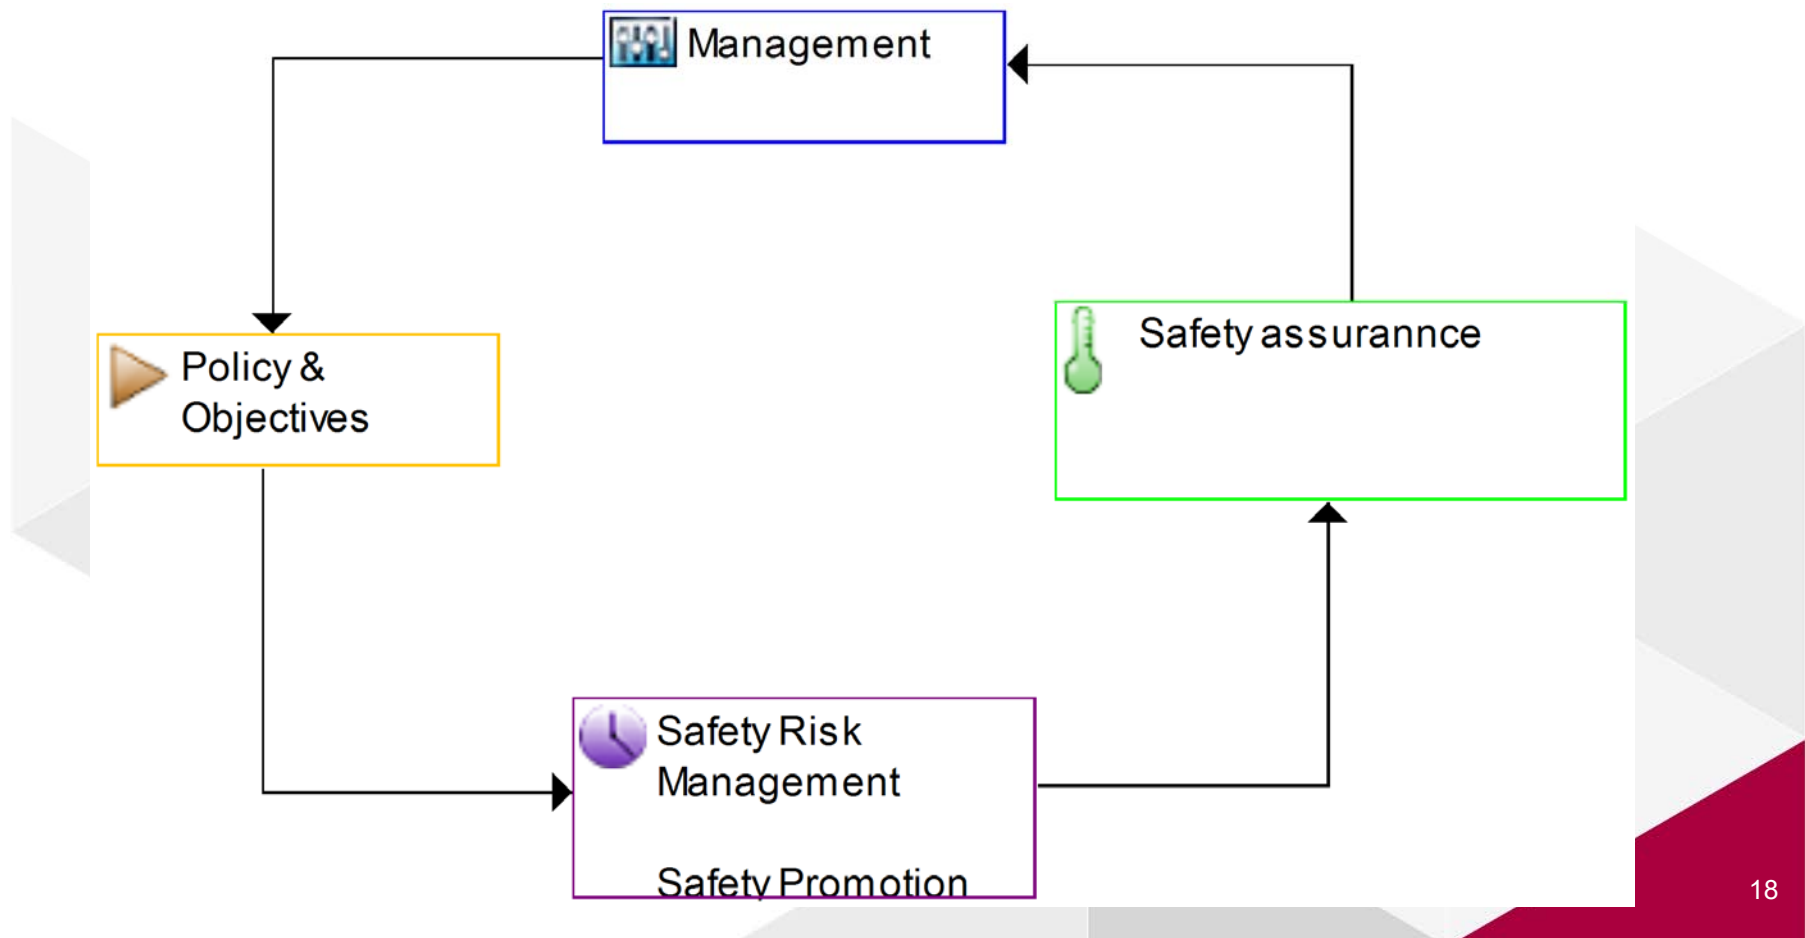 Management
Policy &
Objectives
Safety assurannce
Safety Risk
Management
Safety Promotion
18